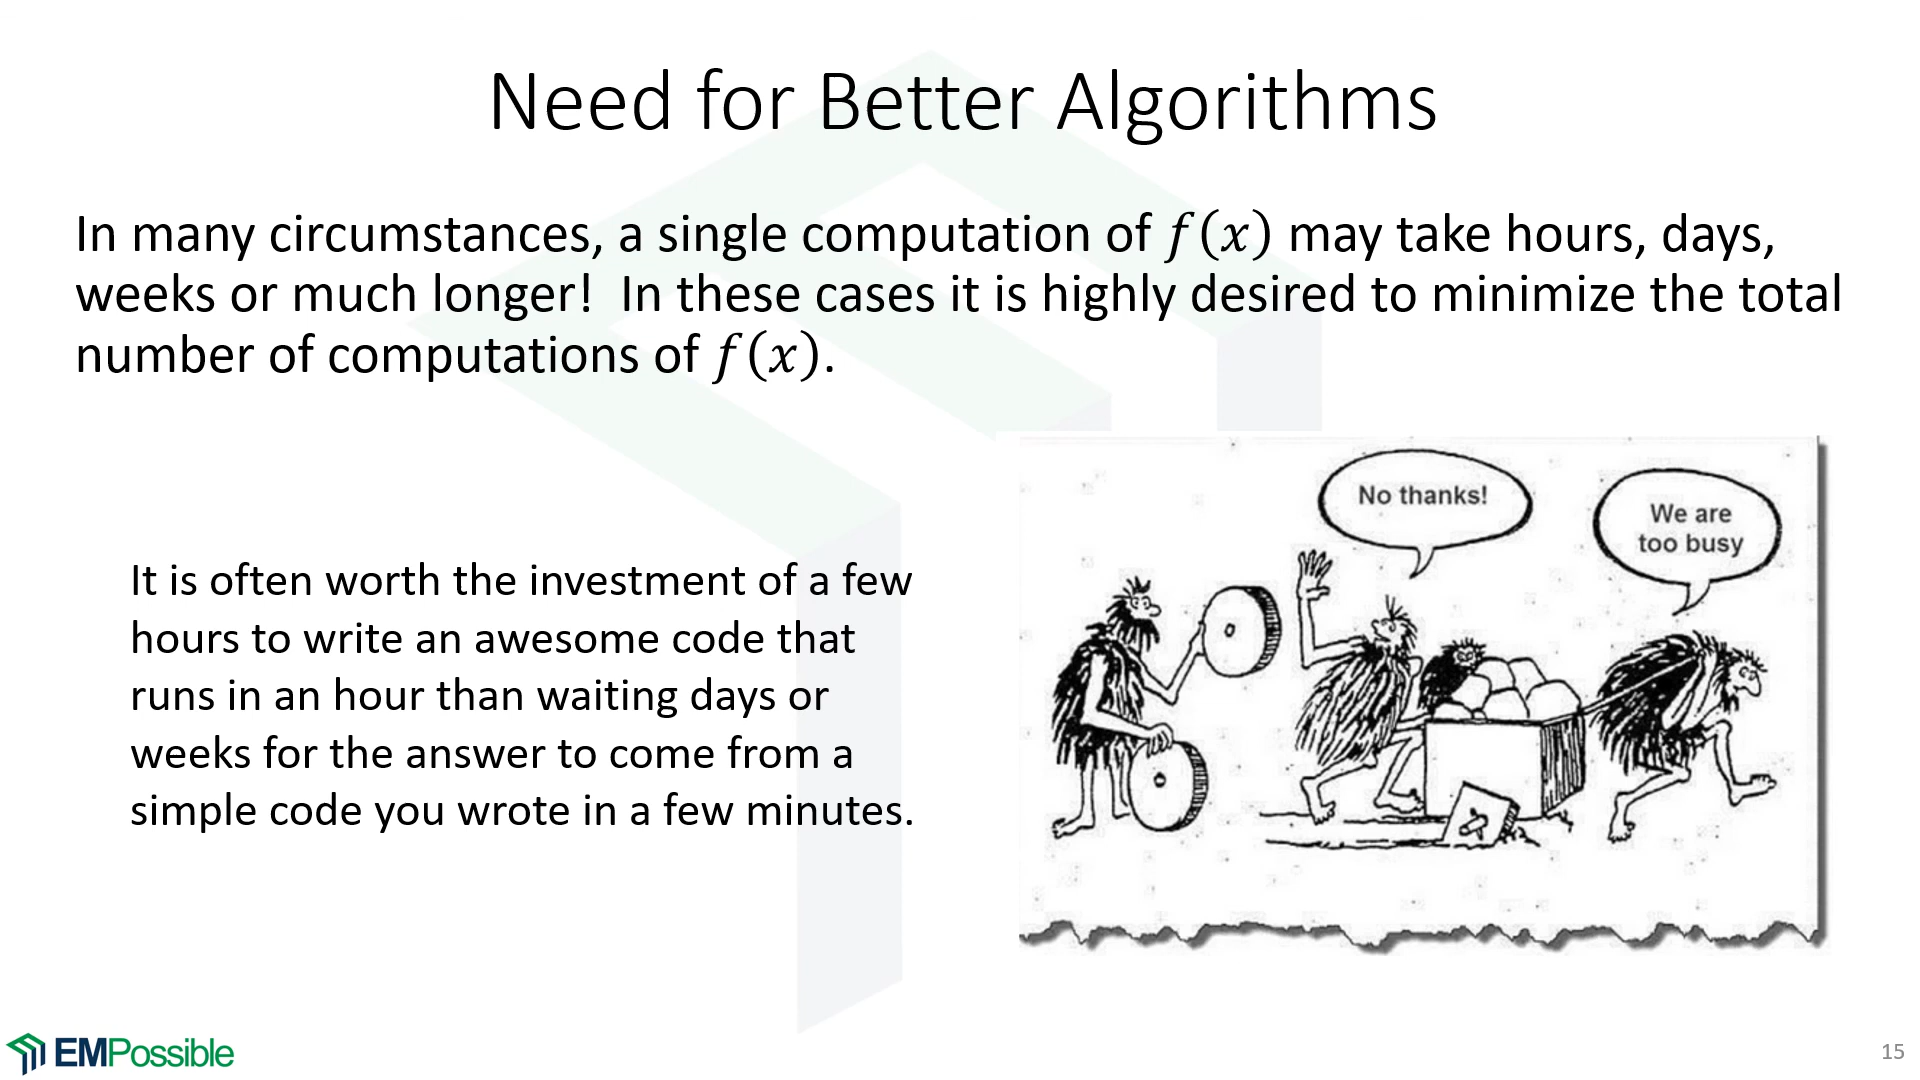 Need for Better Algorithms
In many circumstances, a single computation of 𝑓(𝑥) may take hours, days,
weeks or much longer!  In these cases it is highly desired to minimize the total
number of computations of 𝑓(𝑥).
It is often worth the investment of a few
hours to write an awesome code that
runs in an hour than waiting days or
weeks for the answer to come from a
simple code you wrote in a few minutes.
No thanks!
We are
too busy
EMPossible
15